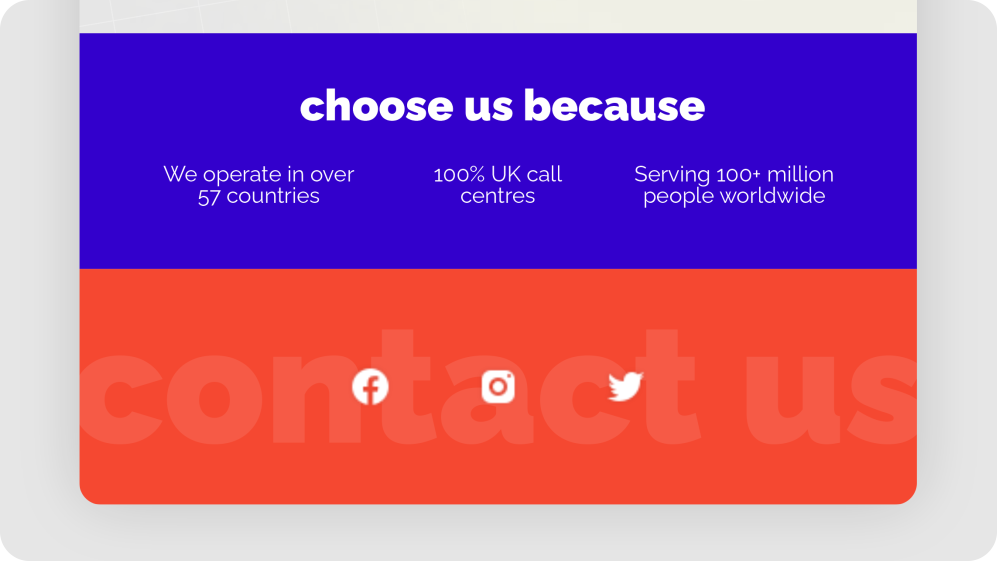 choose us because
We operate in over
57 countries
100% UK call
centres
Serving 100+ million
people worldwide
contact us